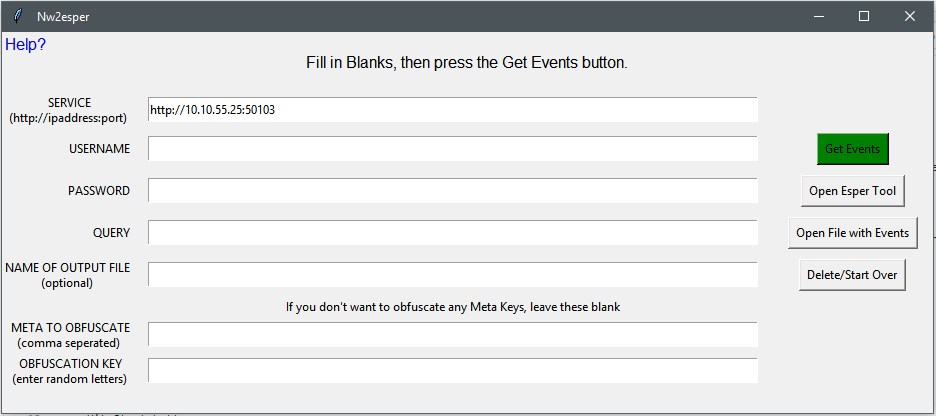 Nw2esper
Help?
Fill in Blanks, then press the Get Events button.
SERVICE
(http://ipaddress:port)
http://10.10.55.25:50103
USERNAME
Get Events
PASSWORD
Open Esper Tool
QUERY
Open File with Events
NAME OF OUTPUT FILE
(optional)
Delete/Start Over
If you don't want to obfuscate any Meta Keys, leave these blank
META TO OBFUSCATE
(comma seperated)
OBFUSCATION KEY
(enter random letters)